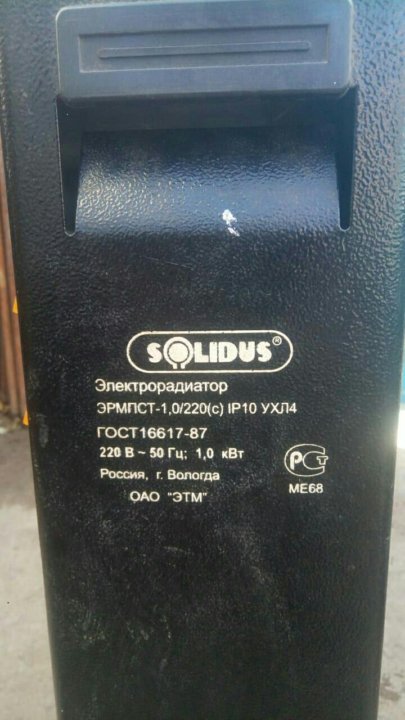 SOLIDUS®
Электрорадиатор
ЭРМПСТ-1,0/220(с) IP10 УХЛ4
ГОСТ16617-87
220 В ~ 50 Гц; 1,0 кВт
Россия, г. Вологда
ОАО "ЭТМ"
РСТ
МЕ68